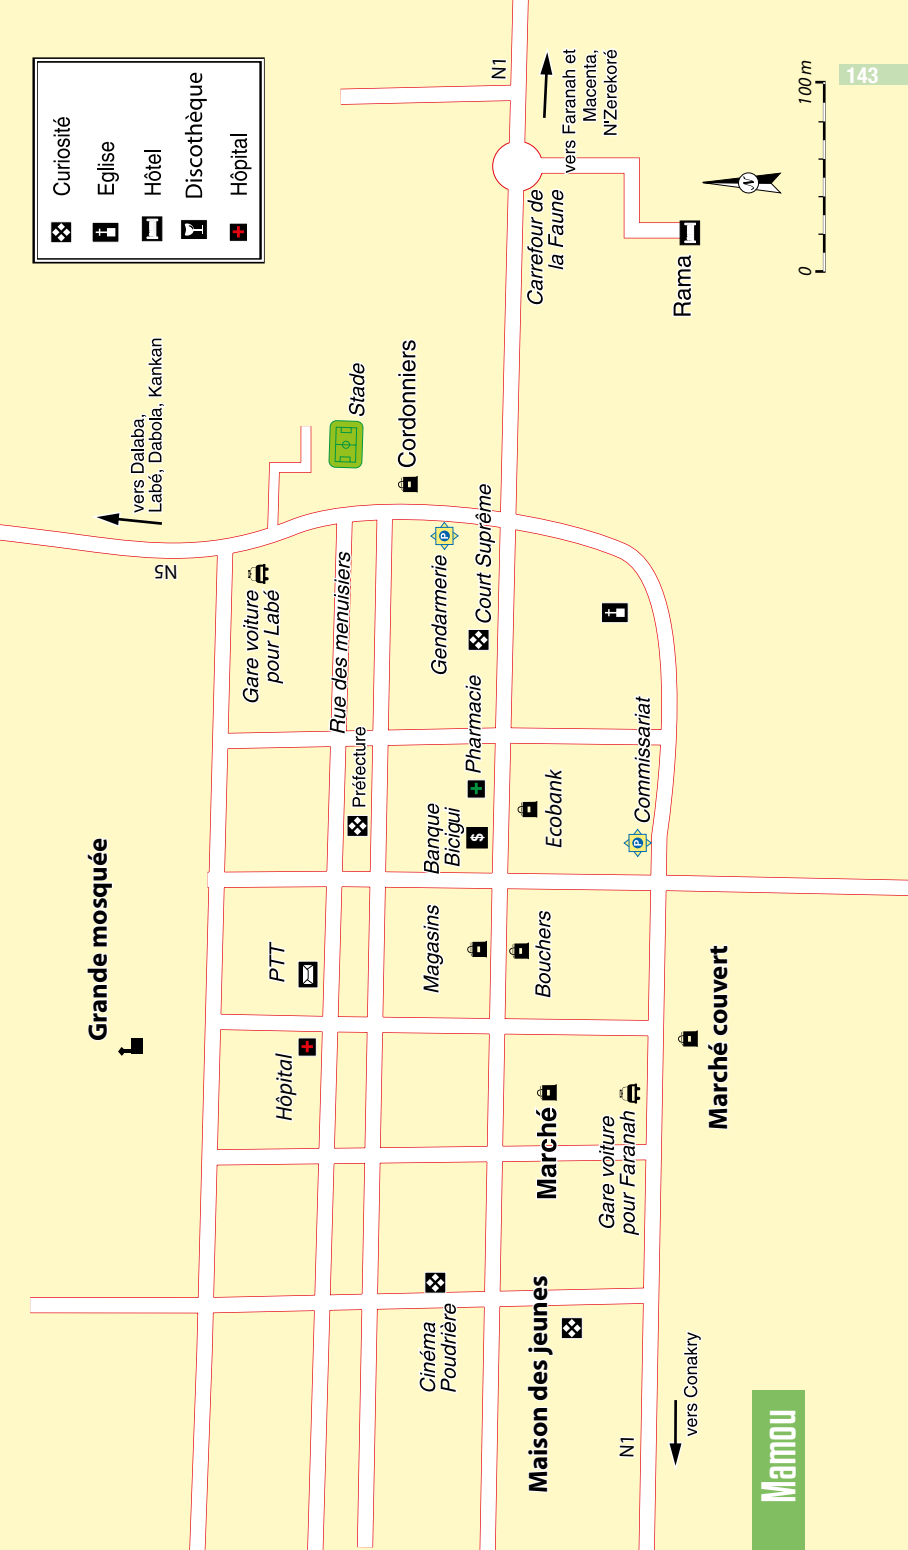 Mamou
143
Curiosité
Eglise
Hôtel
Discothèque
Hôpital
vers Dalaba,
Labé, Dabola, Kankan
N5
Grande mosquée
Gare voiture
pour Labé
PTT
Hôpital
Rue des menuisiers
Préfecture
Stade
Cordonniers
Cinéma
Poudrière
Magasins
Banque
Bicigui
$
Pharmacie
Gendarmerie
P
Court Suprême
N1
Carrefour de
la Faune
vers Faranah et
Macenta,
N'Zerekoré
Maison des jeunes
Marché
Bouchers
Ecobank
Gare voiture
pour Faranah
Commissariat
P
N1
vers Conakry
Marché couvert
Rama
N
0
100 m